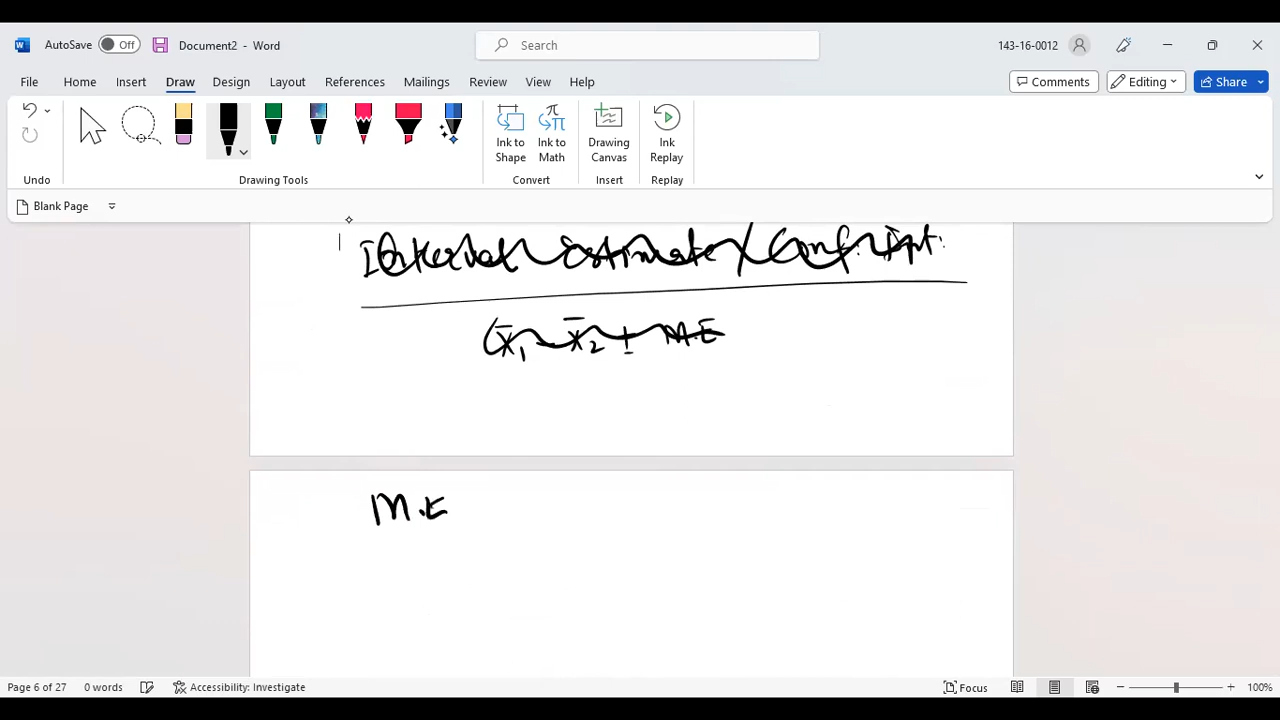 AutoSave Off Document2 - Word Search 143-16-0012
File Home Insert Draw Design Layout References Mailings Review View Help Comments Editing Share
Undo Drawing Tools Ink to Shape Ink to Math Convert Drawing Canvas Insert Ink Replay Replay
Blank Page
Interval Estimate / Conf. Int.
(x̄₁ - x̄₂ ± M.E
M.E
Page 6 of 27 0 words Accessibility: Investigate Focus 100%